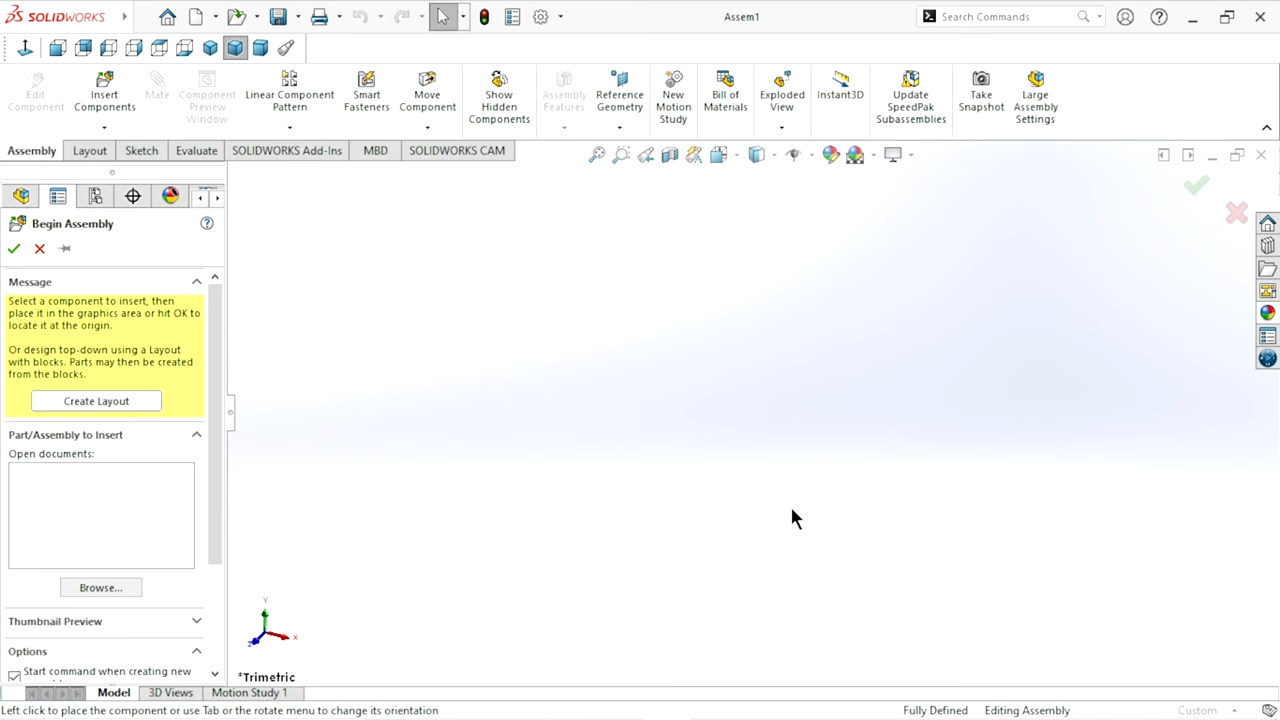 SOLIDWORKS
Assem1
Search Commands
Edit Component
Insert Components
Mate
Component Preview Window
Linear Component Pattern
Smart Fasteners
Move Component
Show Hidden Components
Assembly Features
Reference Geometry
New Motion Study
Bill of Materials
Exploded View
Instant3D
Update SpeedPak Subassemblies
Take Snapshot
Large Assembly Settings
Assembly
Layout
Sketch
Evaluate
SOLIDWORKS Add-Ins
MBD
SOLIDWORKS CAM
Begin Assembly
Message
Select a component to insert, then
place it in the graphics area or hit OK to
locate it at the origin.
Or design top-down using a Layout
with blocks. Parts may then be created
from the blocks.
Create Layout
Part/Assembly to Insert
Open documents:
Browse...
Thumbnail Preview
Options
Start command when creating new
Y
X
Z
*Trimetric
Model
3D Views
Motion Study 1
Left click to place the component or use Tab or the rotate menu to change its orientation
Fully Defined
Editing Assembly
Custom